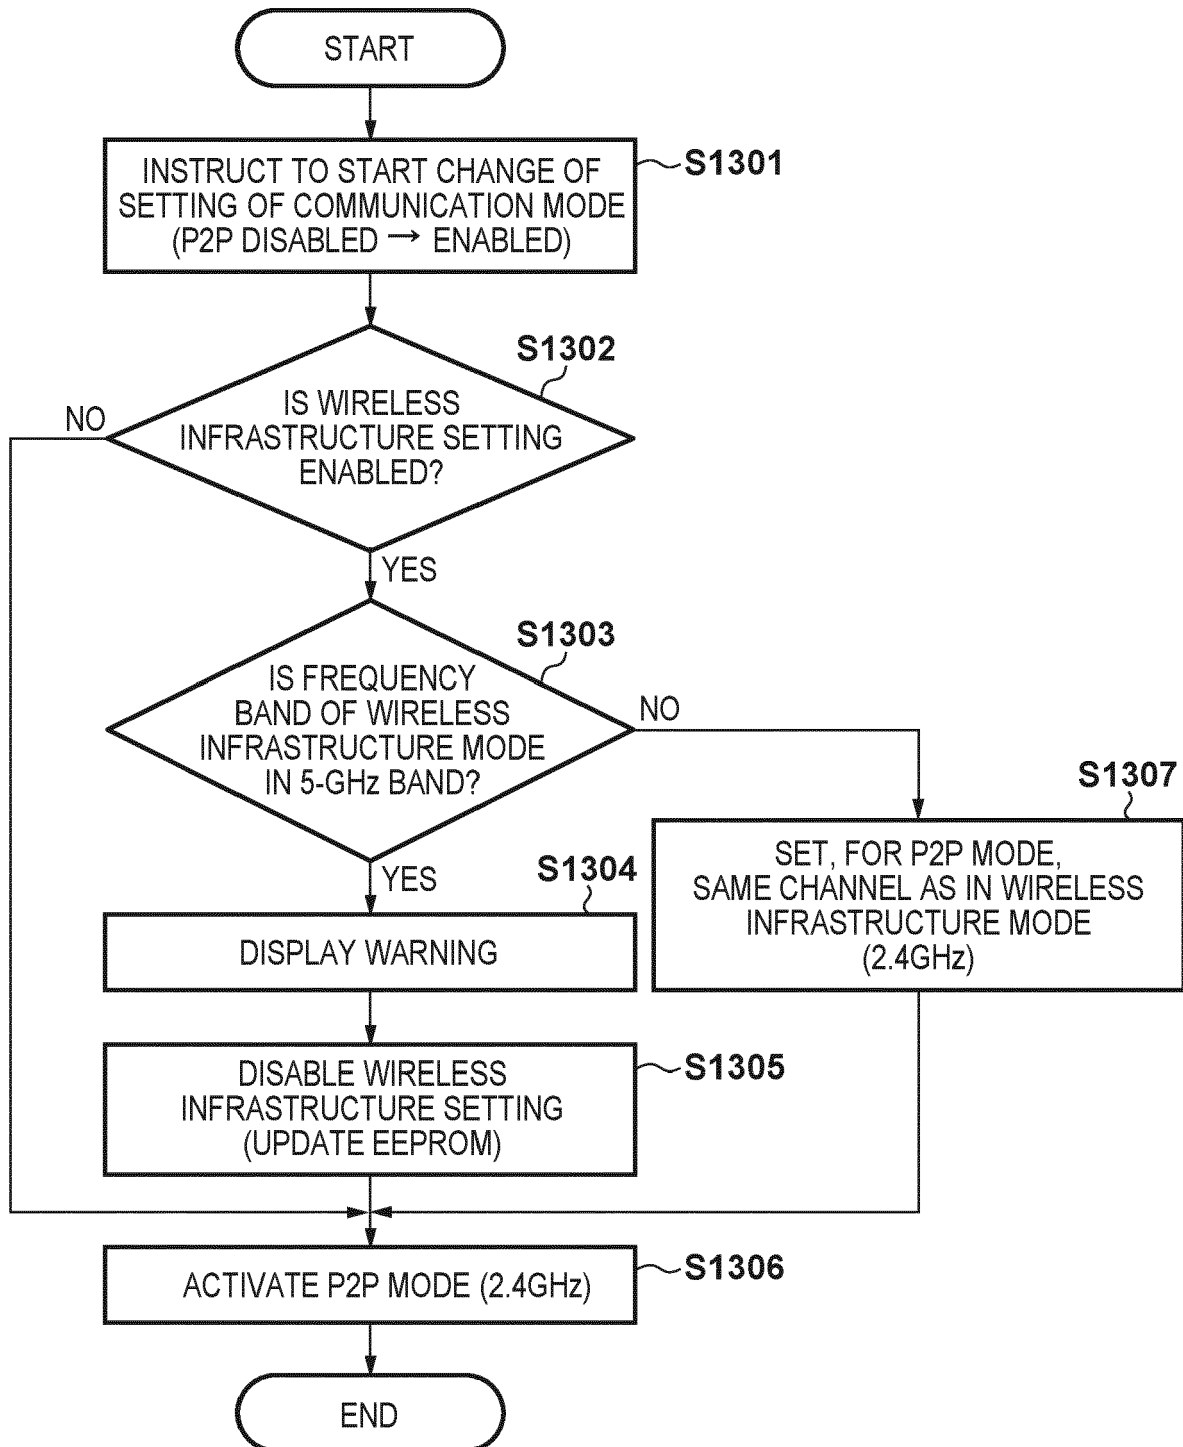 START
INSTRUCT TO START CHANGE OF
SETTING OF COMMUNICATION MODE
(P2P DISABLED → ENABLED)
S1301
S1302
IS WIRELESS
INFRASTRUCTURE SETTING
ENABLED?
NO
YES
S1303
IS FREQUENCY
BAND OF WIRELESS
INFRASTRUCTURE MODE
IN 5-GHz BAND?
NO
YES
S1307
SET, FOR P2P MODE,
SAME CHANNEL AS IN WIRELESS
INFRASTRUCTURE MODE
(2.4GHz)
S1304
DISPLAY WARNING
DISABLE WIRELESS
INFRASTRUCTURE SETTING
(UPDATE EEPROM)
S1305
ACTIVATE P2P MODE (2.4GHz)
S1306
END